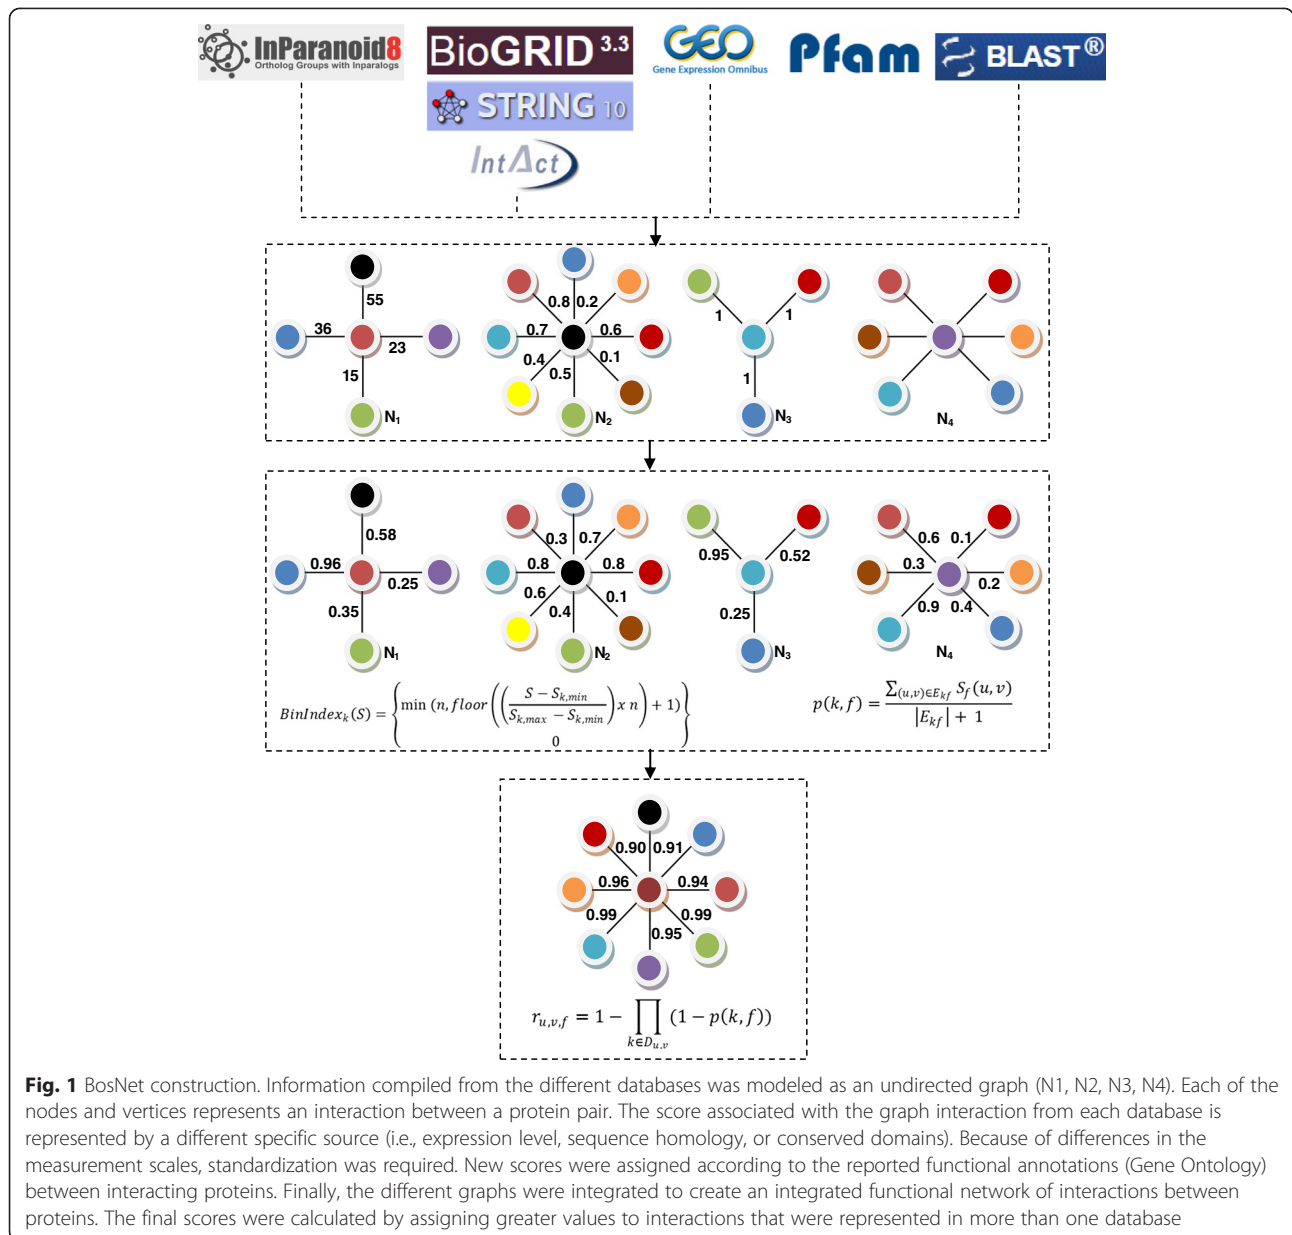 InParanoid8
Ortholog Groups with Inparalogs
BioGRID 3.3
STRING 10
IntAct
GEO
Gene Expression Omnibus
Pfam
BLAST®
55
36
23
15
N₁
0.8 0.2
0.7 0.6
0.4 0.1
0.5
N₂
1 1
1
N₃
N₄
0.58
0.96
0.25
0.35
N₁
0.3 0.7
0.8 0.8
0.6 0.1
0.4
N₂
0.95 0.52
0.25
N₃
0.6 0.1
0.3 0.2
0.9 0.4
N₄
BinIndexₖ(S) = { min (n, floor ( ( (S − Sₖ,ₘᵢₙ) / (Sₖ,ₘₐₓ − Sₖ,ₘᵢₙ) ) x n ) + 1)
0 }
p(k, f) = ∑_{(u,v)∈E_{kf}} S_f(u, v) / (|E_{kf}| + 1)
0.90 0.91
0.96 0.94
0.99 0.99
0.95
r_{u,v,f} = 1 − ∏_{k∈D_{u,v}} (1 − p(k, f))
Fig. 1 BosNet construction. Information compiled from the different databases was modeled as an undirected graph (N1, N2, N3, N4). Each of the
nodes and vertices represents an interaction between a protein pair. The score associated with the graph interaction from each database is
represented by a different specific source (i.e., expression level, sequence homology, or conserved domains). Because of differences in the
measurement scales, standardization was required. New scores were assigned according to the reported functional annotations (Gene Ontology)
between interacting proteins. Finally, the different graphs were integrated to create an integrated functional network of interactions between
proteins. The final scores were calculated by assigning greater values to interactions that were represented in more than one database